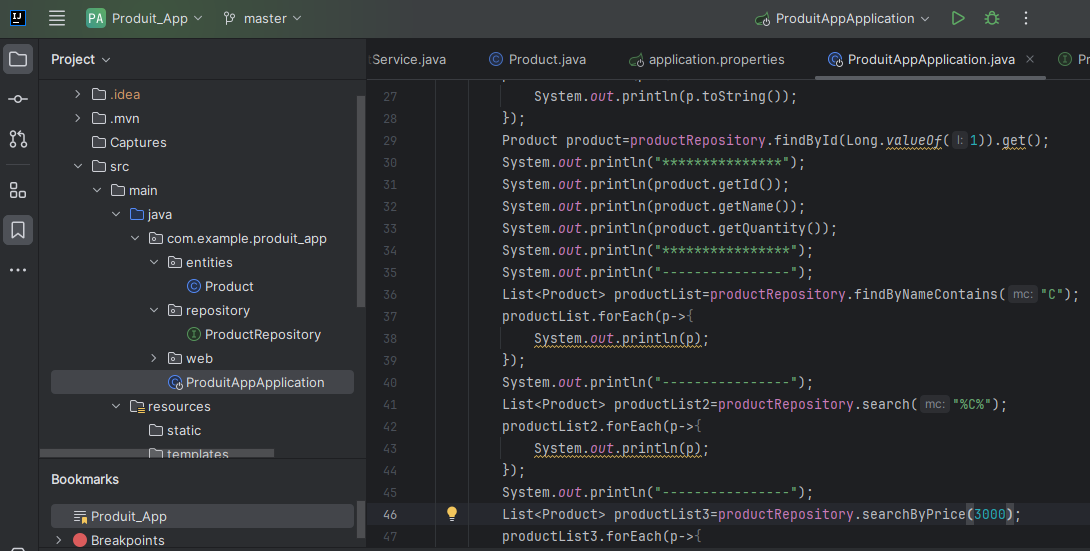 PA Produit_App master ProduitAppApplication
Project
.idea
.mvn
Captures
src
main
java
com.example.produit_app
entities
Product
repository
ProductRepository
web
ProduitAppApplication
resources
static
templates
Bookmarks
Produit_App
Breakpoints
Service.java Product.java application.properties ProduitAppApplication.java
27 System.out.println(p.toString());
28 });
29 Product product=productRepository.findById(Long.valueOf( l: 1)).get();
30 System.out.println("***************");
31 System.out.println(product.getId());
32 System.out.println(product.getName());
33 System.out.println(product.getQuantity());
34 System.out.println("****************");
35 System.out.println("----------------");
36 List<Product> productList=productRepository.findByNameContains( mc: "C");
37 productList.forEach(p->{
38 System.out.println(p);
39 });
40 System.out.println("----------------");
41 List<Product> productList2=productRepository.search( mc: "%C%");
42 productList2.forEach(p->{
43 System.out.println(p);
44 });
45 System.out.println("----------------");
46 List<Product> productList3=productRepository.searchByPrice(3000);
47 productList3.forEach(p->{